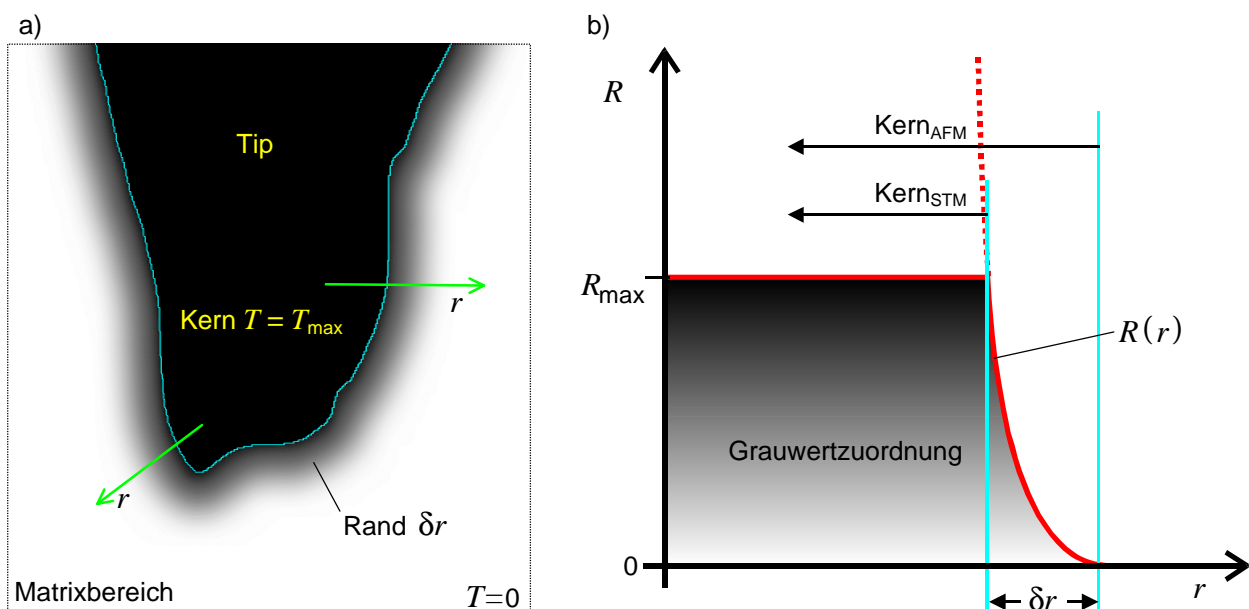 a)
Tip
r
Kern T = Tmax
r
Rand δr
Matrixbereich
T=0
b)
R
KernAFM
KernSTM
Rmax
R(r)
Grauwertzuordnung
0
r
δr